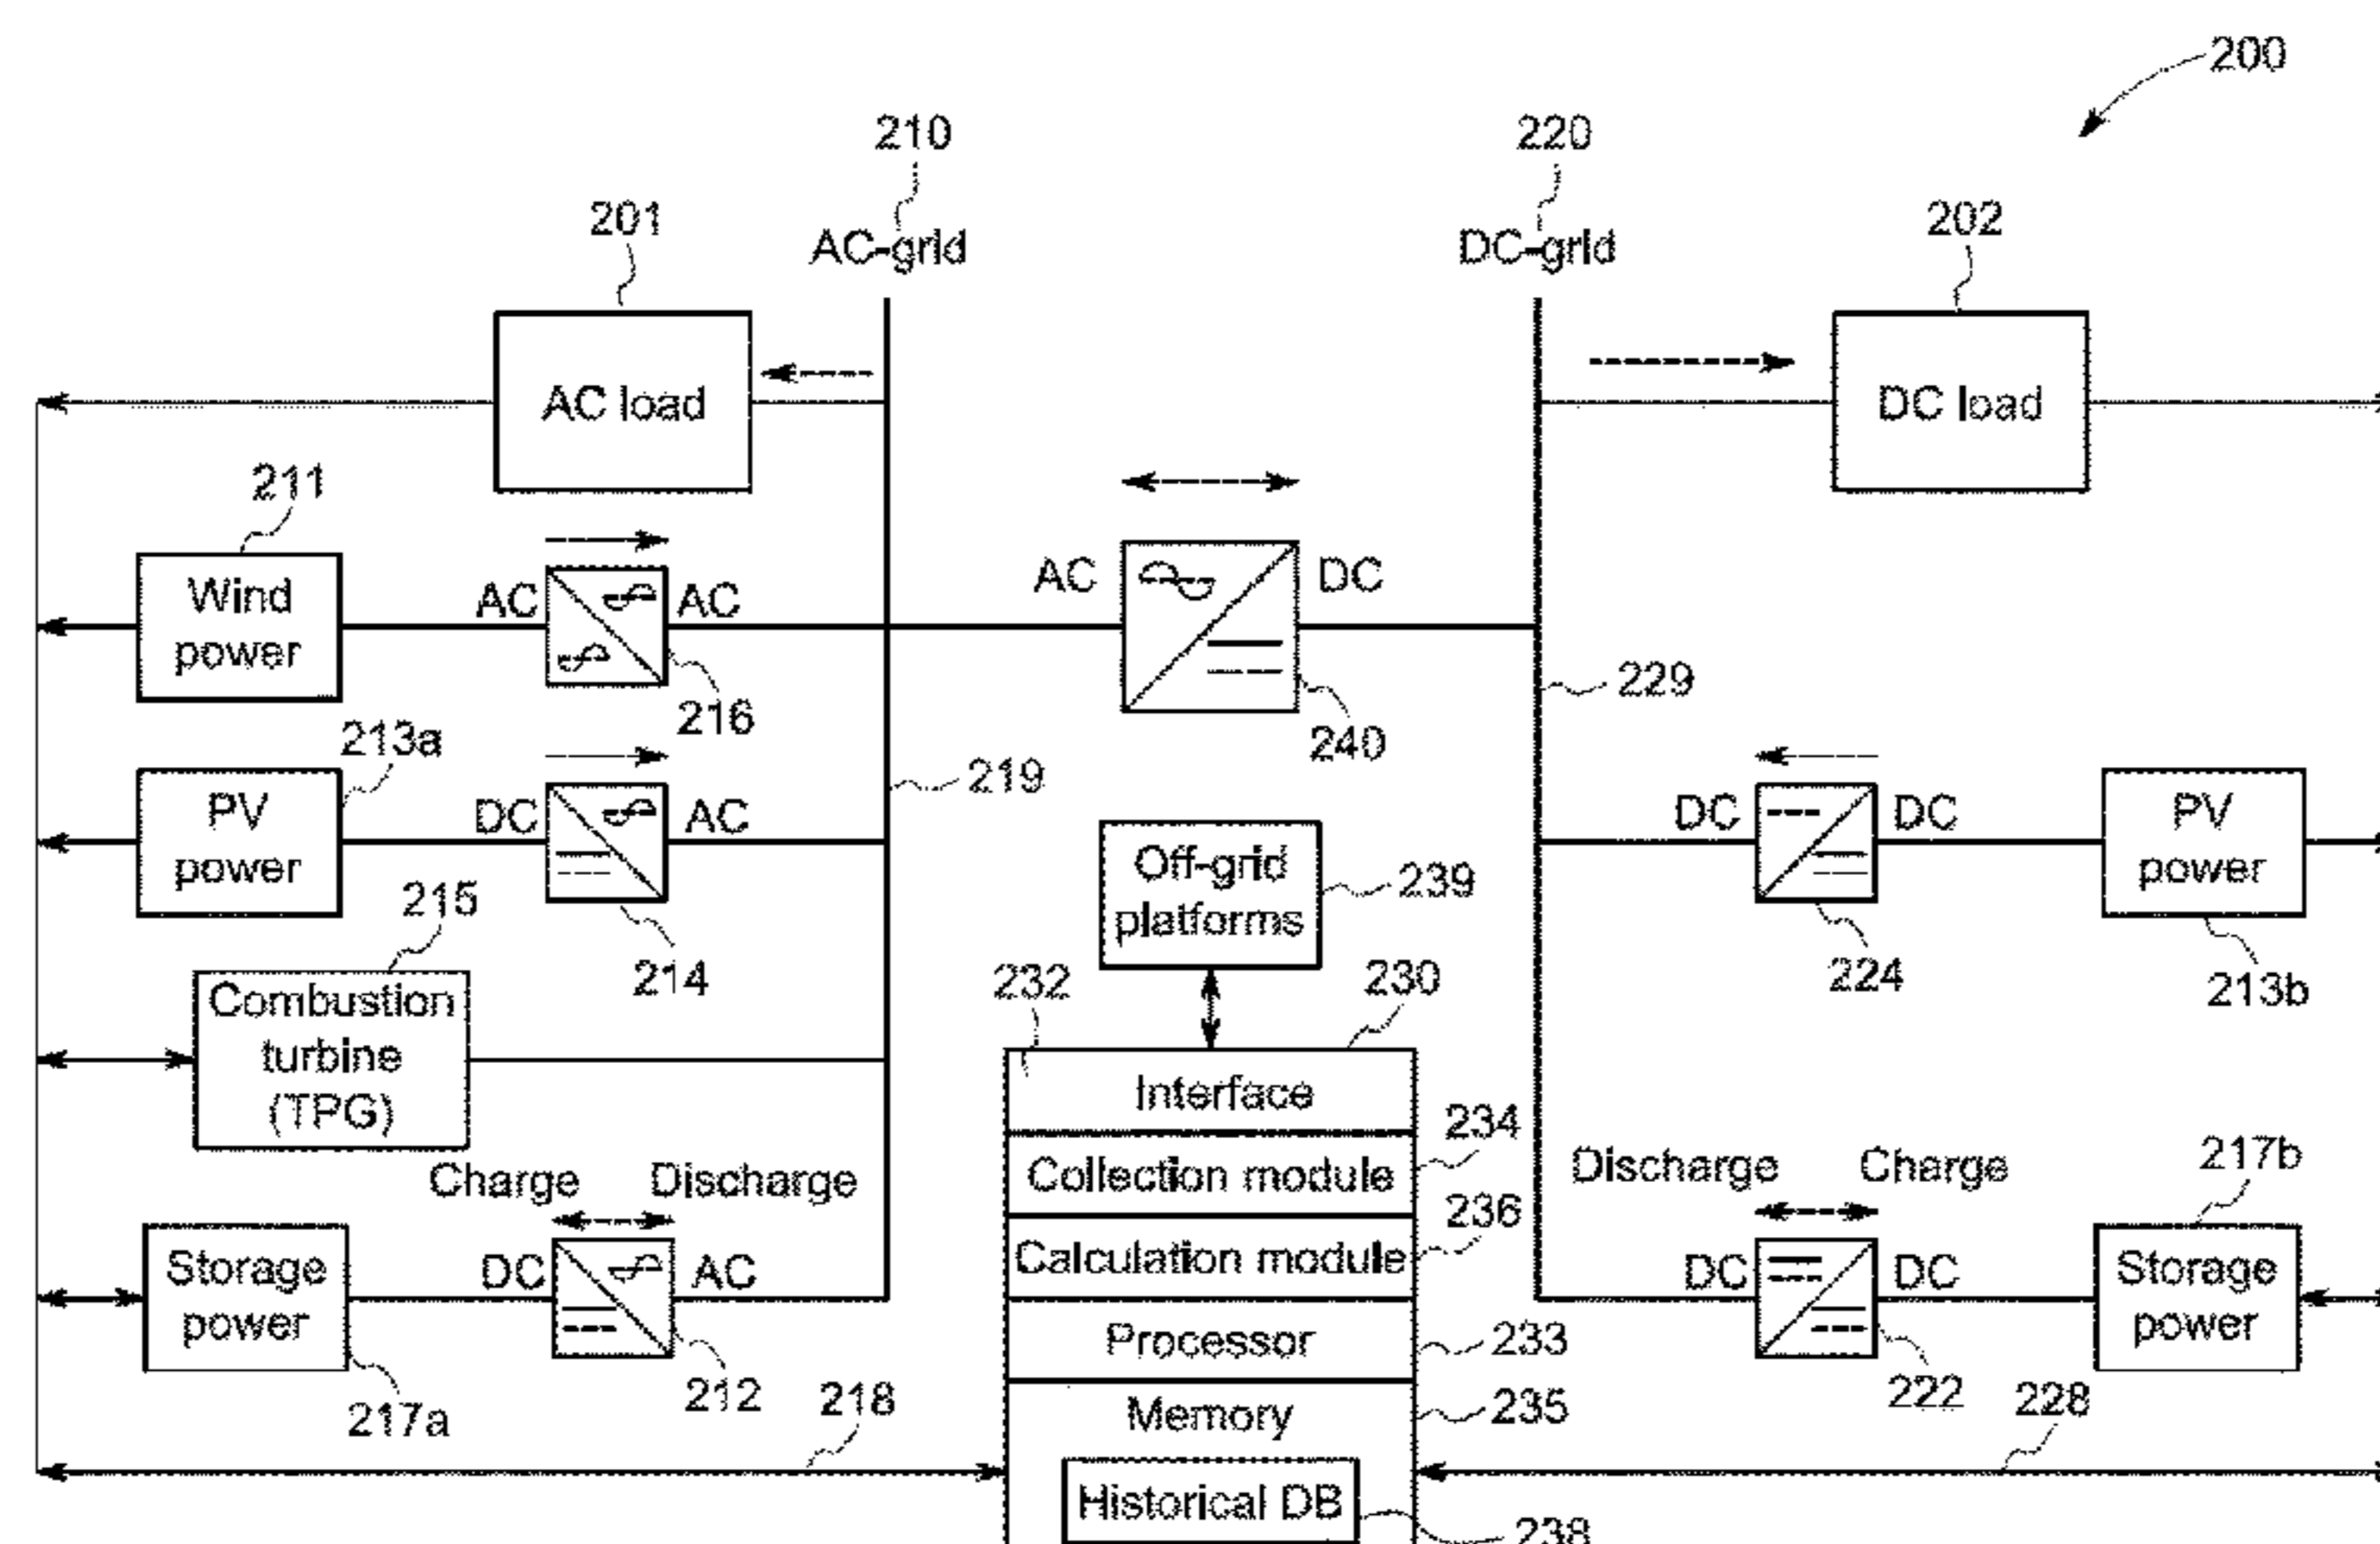 200
210
220
201
AC-grid
DC-grid
202
AC load
DC load
211
Wind
power
AC
AC
216
AC
DC
240
229
213a
PV
power
DC
AC
214
219
DC
DC
224
PV
power
213b
Off-grid
platforms
239
215
Combustion
turbine
(TPG)
232
230
Interface
234
Collection module
236
Calculation module
Processor
233
Memory
235
Historical DB
238
Charge
Discharge
Storage
power
DC
AC
217a
212
218
Discharge
Charge
217b
DC
DC
Storage
power
222
228